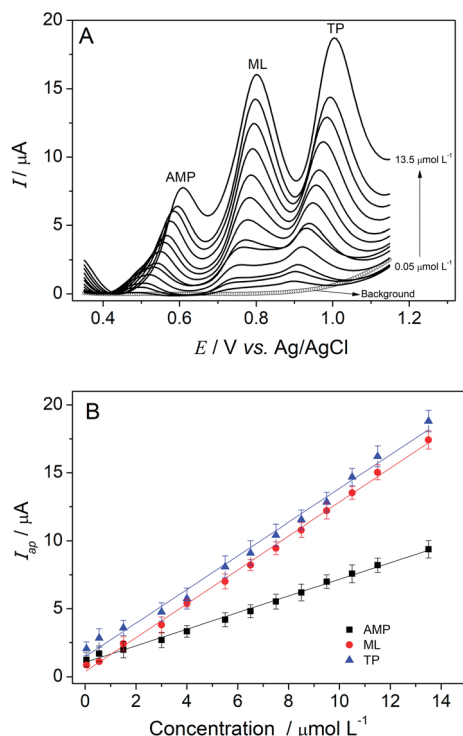 A
TP
ML
AMP
13.5 μmol L⁻¹
0.05 μmol L⁻¹
Background
I / μA
20
15
10
5
0
0.4 0.6 0.8 1.0 1.2
E / V vs. Ag/AgCl
B
I_ap / μA
20
15
10
5
0
AMP
ML
TP
0 2 4 6 8 10 12 14
Concentration / μmol L⁻¹